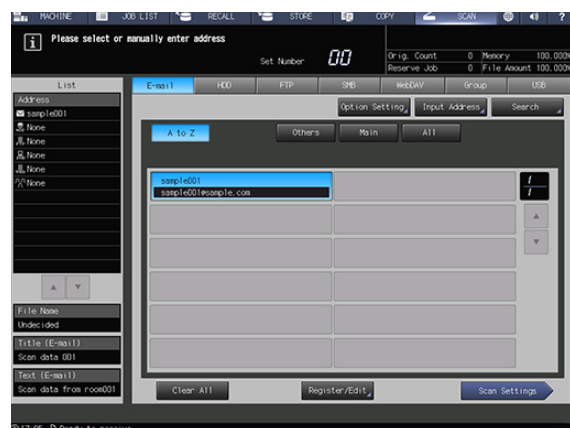 MACHINE JOB LIST RECALL STORE COPY SCAN ?
i Please select or manually enter address
Set Number 00
Orig. Count 0 Memory 100.000%
Reserve Job 0 File Amount 100.000%
List
E-mail HDD FTP SMB WebDAV Group USB
Address
sample001
None
None
None
None
None
Option Setting Input Address Search
A to Z Others Main All
sample001
sample001@sample.com
1
1
File Name
Undecided
Title (E-mail)
Scan data 001
Text (E-mail)
Scan data from room001
Clear All Register/Edit Scan Settings